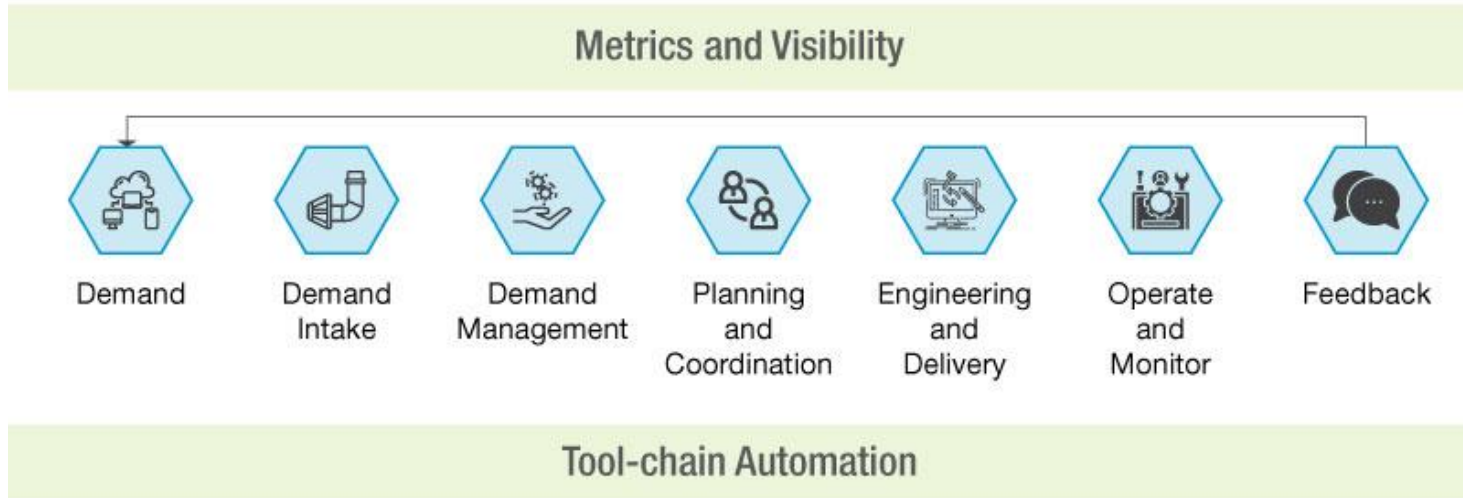 Metrics and Visibility
Demand
Demand
Intake
Demand
Management
Planning
and
Coordination
Engineering
and
Delivery
Operate
and
Monitor
Feedback
Tool-chain Automation